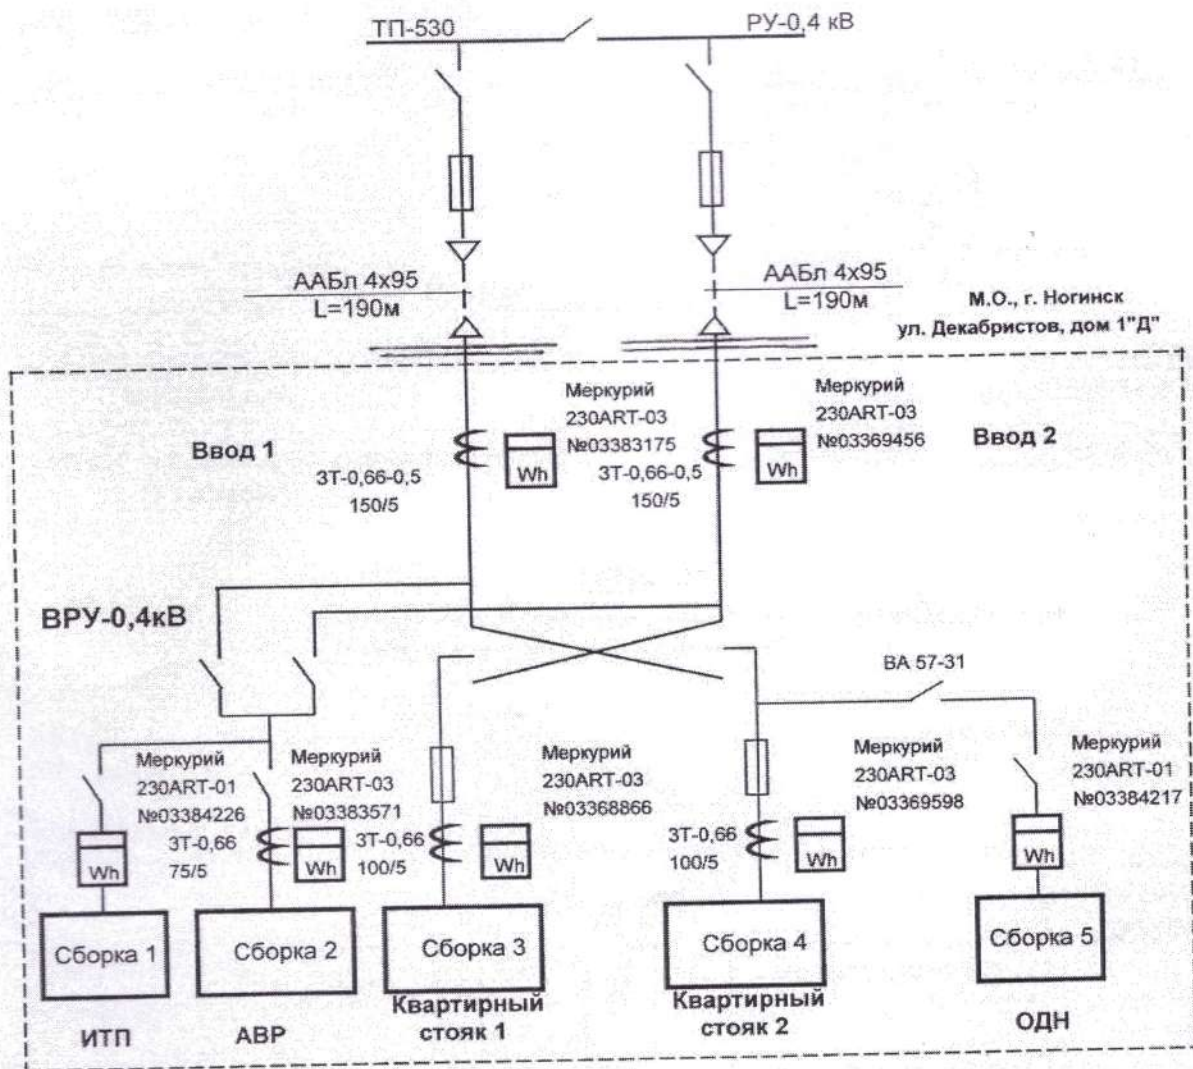 ТП-530
РУ-0,4 кВ
ААБл 4х95
L=190м
ААБл 4х95
L=190м
М.О., г. Ногинск
ул. Декабристов, дом 1"Д"
Ввод 1
3Т-0,66-0,5
150/5
Меркурий
230ART-03
№03383175
Wh
3Т-0,66-0,5
150/5
Меркурий
230ART-03
№03369456
Wh
Ввод 2
ВРУ-0,4кВ
ВА 57-31
Меркурий
230ART-01
№03384226
3Т-0,66
75/5
Wh
Меркурий
230ART-03
№03383571
Wh
3Т-0,66
100/5
Меркурий
230ART-03
№03368866
Wh
3Т-0,66
100/5
Меркурий
230ART-03
№03369598
Wh
Меркурий
230ART-01
№03384217
Wh
Сборка 1
Сборка 2
Сборка 3
Сборка 4
Сборка 5
ИТП
АВР
Квартирный
стояк 1
Квартирный
стояк 2
ОДН